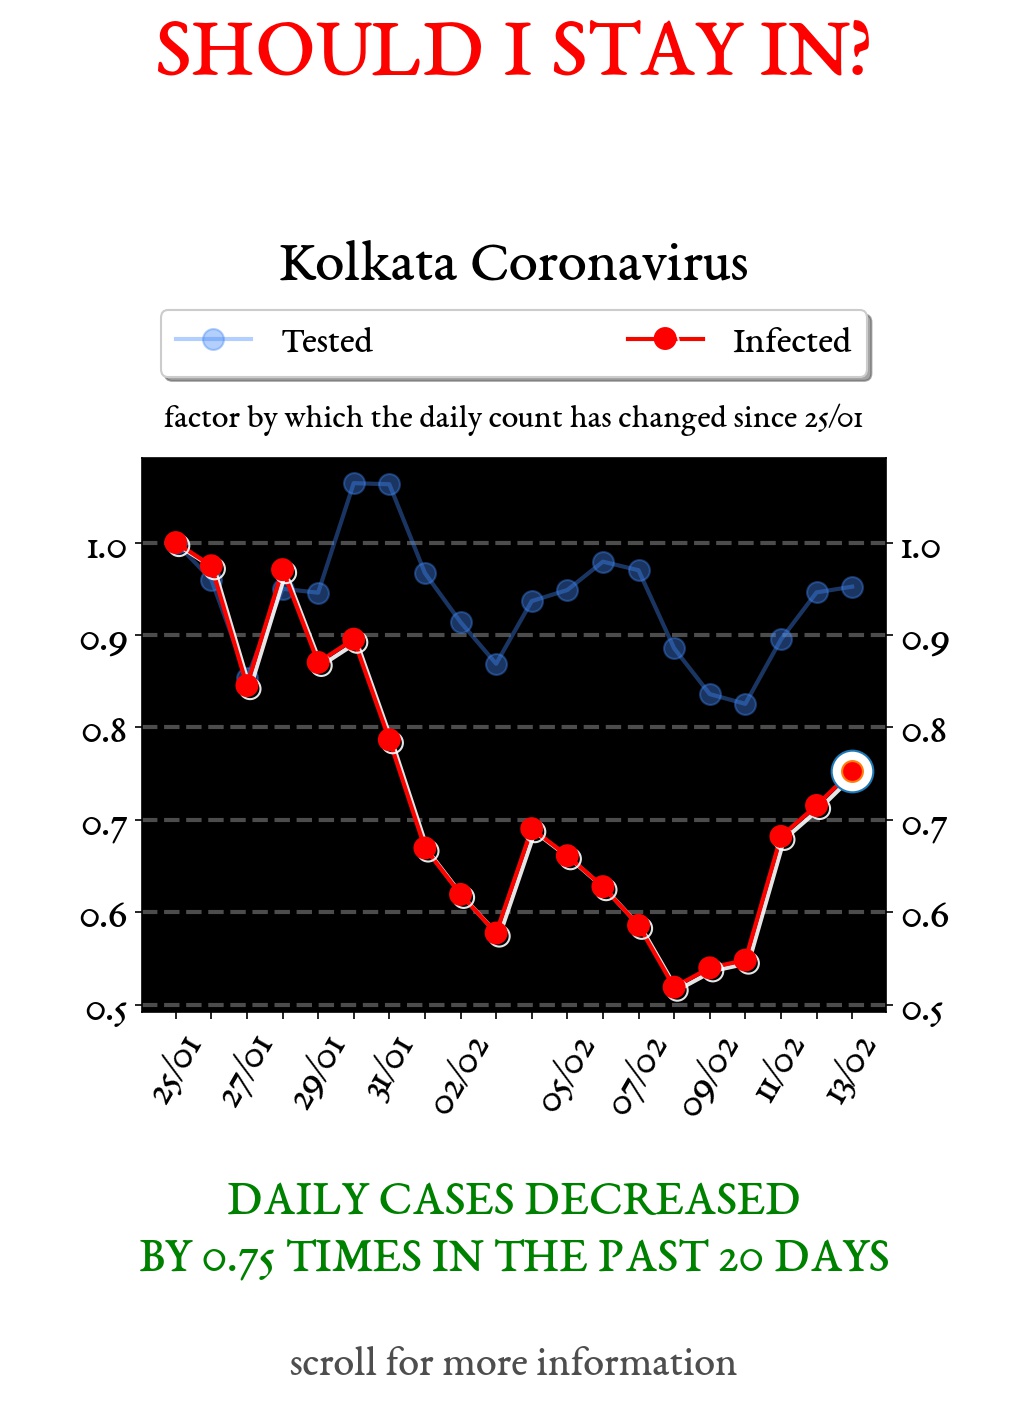 SHOULD I STAY IN?
Kolkata Coronavirus
Tested Infected
factor by which the daily count has changed since 25/01
1.0 1.0
0.9 0.9
0.8 0.8
0.7 0.7
0.6 0.6
0.5 0.5
25/01 27/01 29/01 31/01 02/02 05/02 07/02 09/02 11/02 13/02
DAILY CASES DECREASED
BY 0.75 TIMES IN THE PAST 20 DAYS
scroll for more information